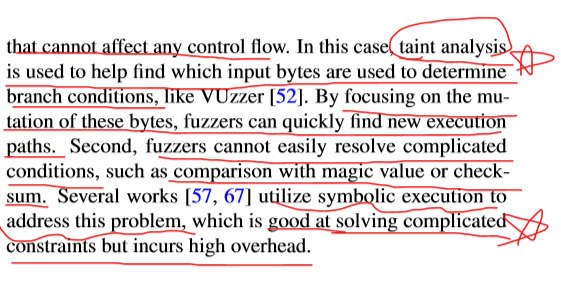 that cannot affect any control flow. In this case, taint analysis
is used to help find which input bytes are used to determine
branch conditions, like VUzzer [52]. By focusing on the mu-
tation of these bytes, fuzzers can quickly find new execution
paths. Second, fuzzers cannot easily resolve complicated
conditions, such as comparison with magic value or check-
sum. Several works [57, 67] utilize symbolic execution to
address this problem, which is good at solving complicated
constraints but incurs high overhead.